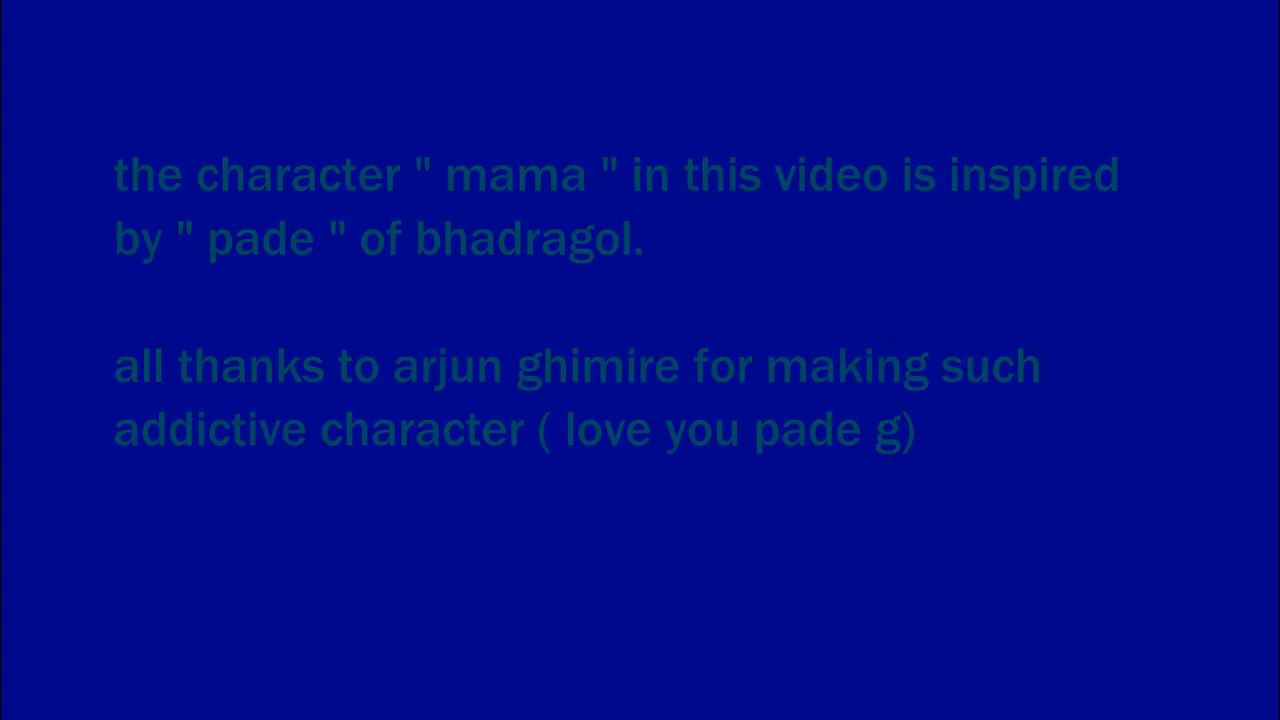 the character " mama " in this video is inspired
by " pade " of bhadragol.
all thanks to arjun ghimire for making such
addictive character ( love you pade g)